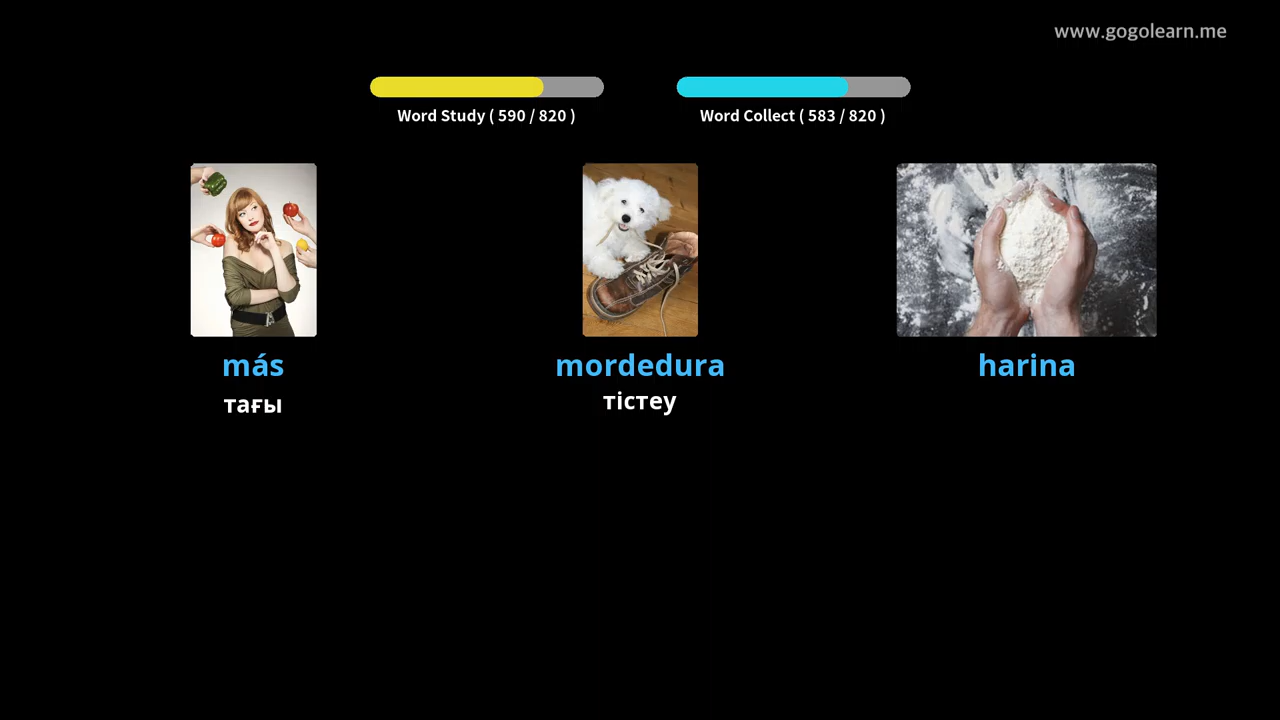 www.gogolearn.me
Word Study ( 590 / 820 )
Word Collect ( 583 / 820 )
más
mordedura
harina
тағы
тістеу